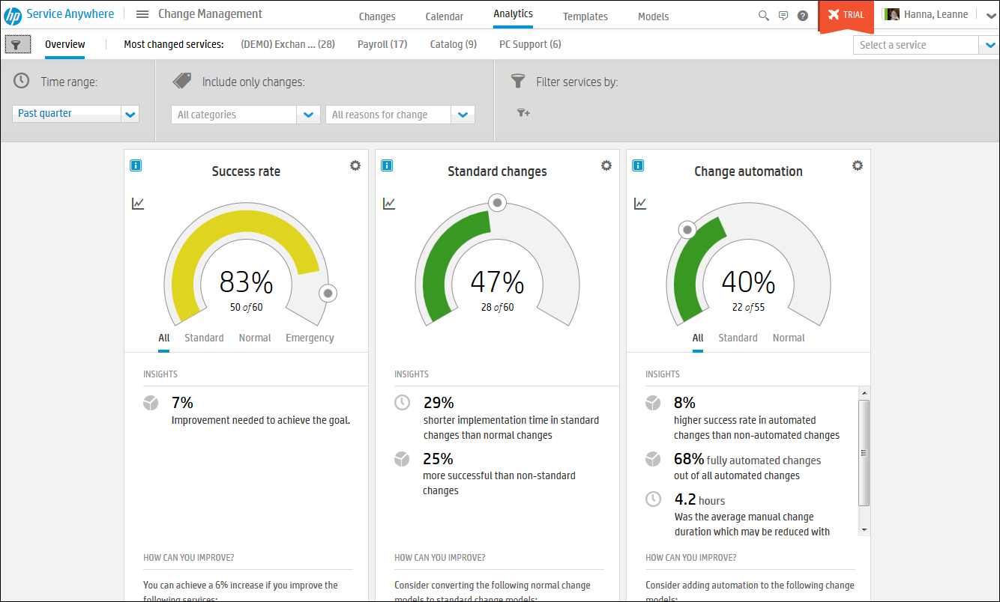 hp Service Anywhere Change Management Changes Calendar Analytics Templates Models ? TRIAL Hanna, Leanne
Overview Most changed services: (DEMO) Exchan ... (28) Payroll (17) Catalog (9) PC Support (6) Select a service
Time range: Include only changes: Filter services by:
Past quarter All categories All reasons for change
Success rate
83%
50 of 60
All Standard Normal Emergency
INSIGHTS
7%
Improvement needed to achieve the goal.
HOW CAN YOU IMPROVE?
You can achieve a 6% increase if you improve the
following services:
Standard changes
47%
28 of 60
INSIGHTS
29%
shorter implementation time in standard
changes than normal changes
25%
more successful than non-standard
changes
HOW CAN YOU IMPROVE?
Consider converting the following normal change
models to standard change models:
Change automation
40%
22 of 55
All Standard Normal
INSIGHTS
8%
higher success rate in automated
changes than non-automated changes
68% fully automated changes
out of all automated changes
4.2 hours
Was the average manual change
duration which may be reduced with
HOW CAN YOU IMPROVE?
Consider adding automation to the following change
models: